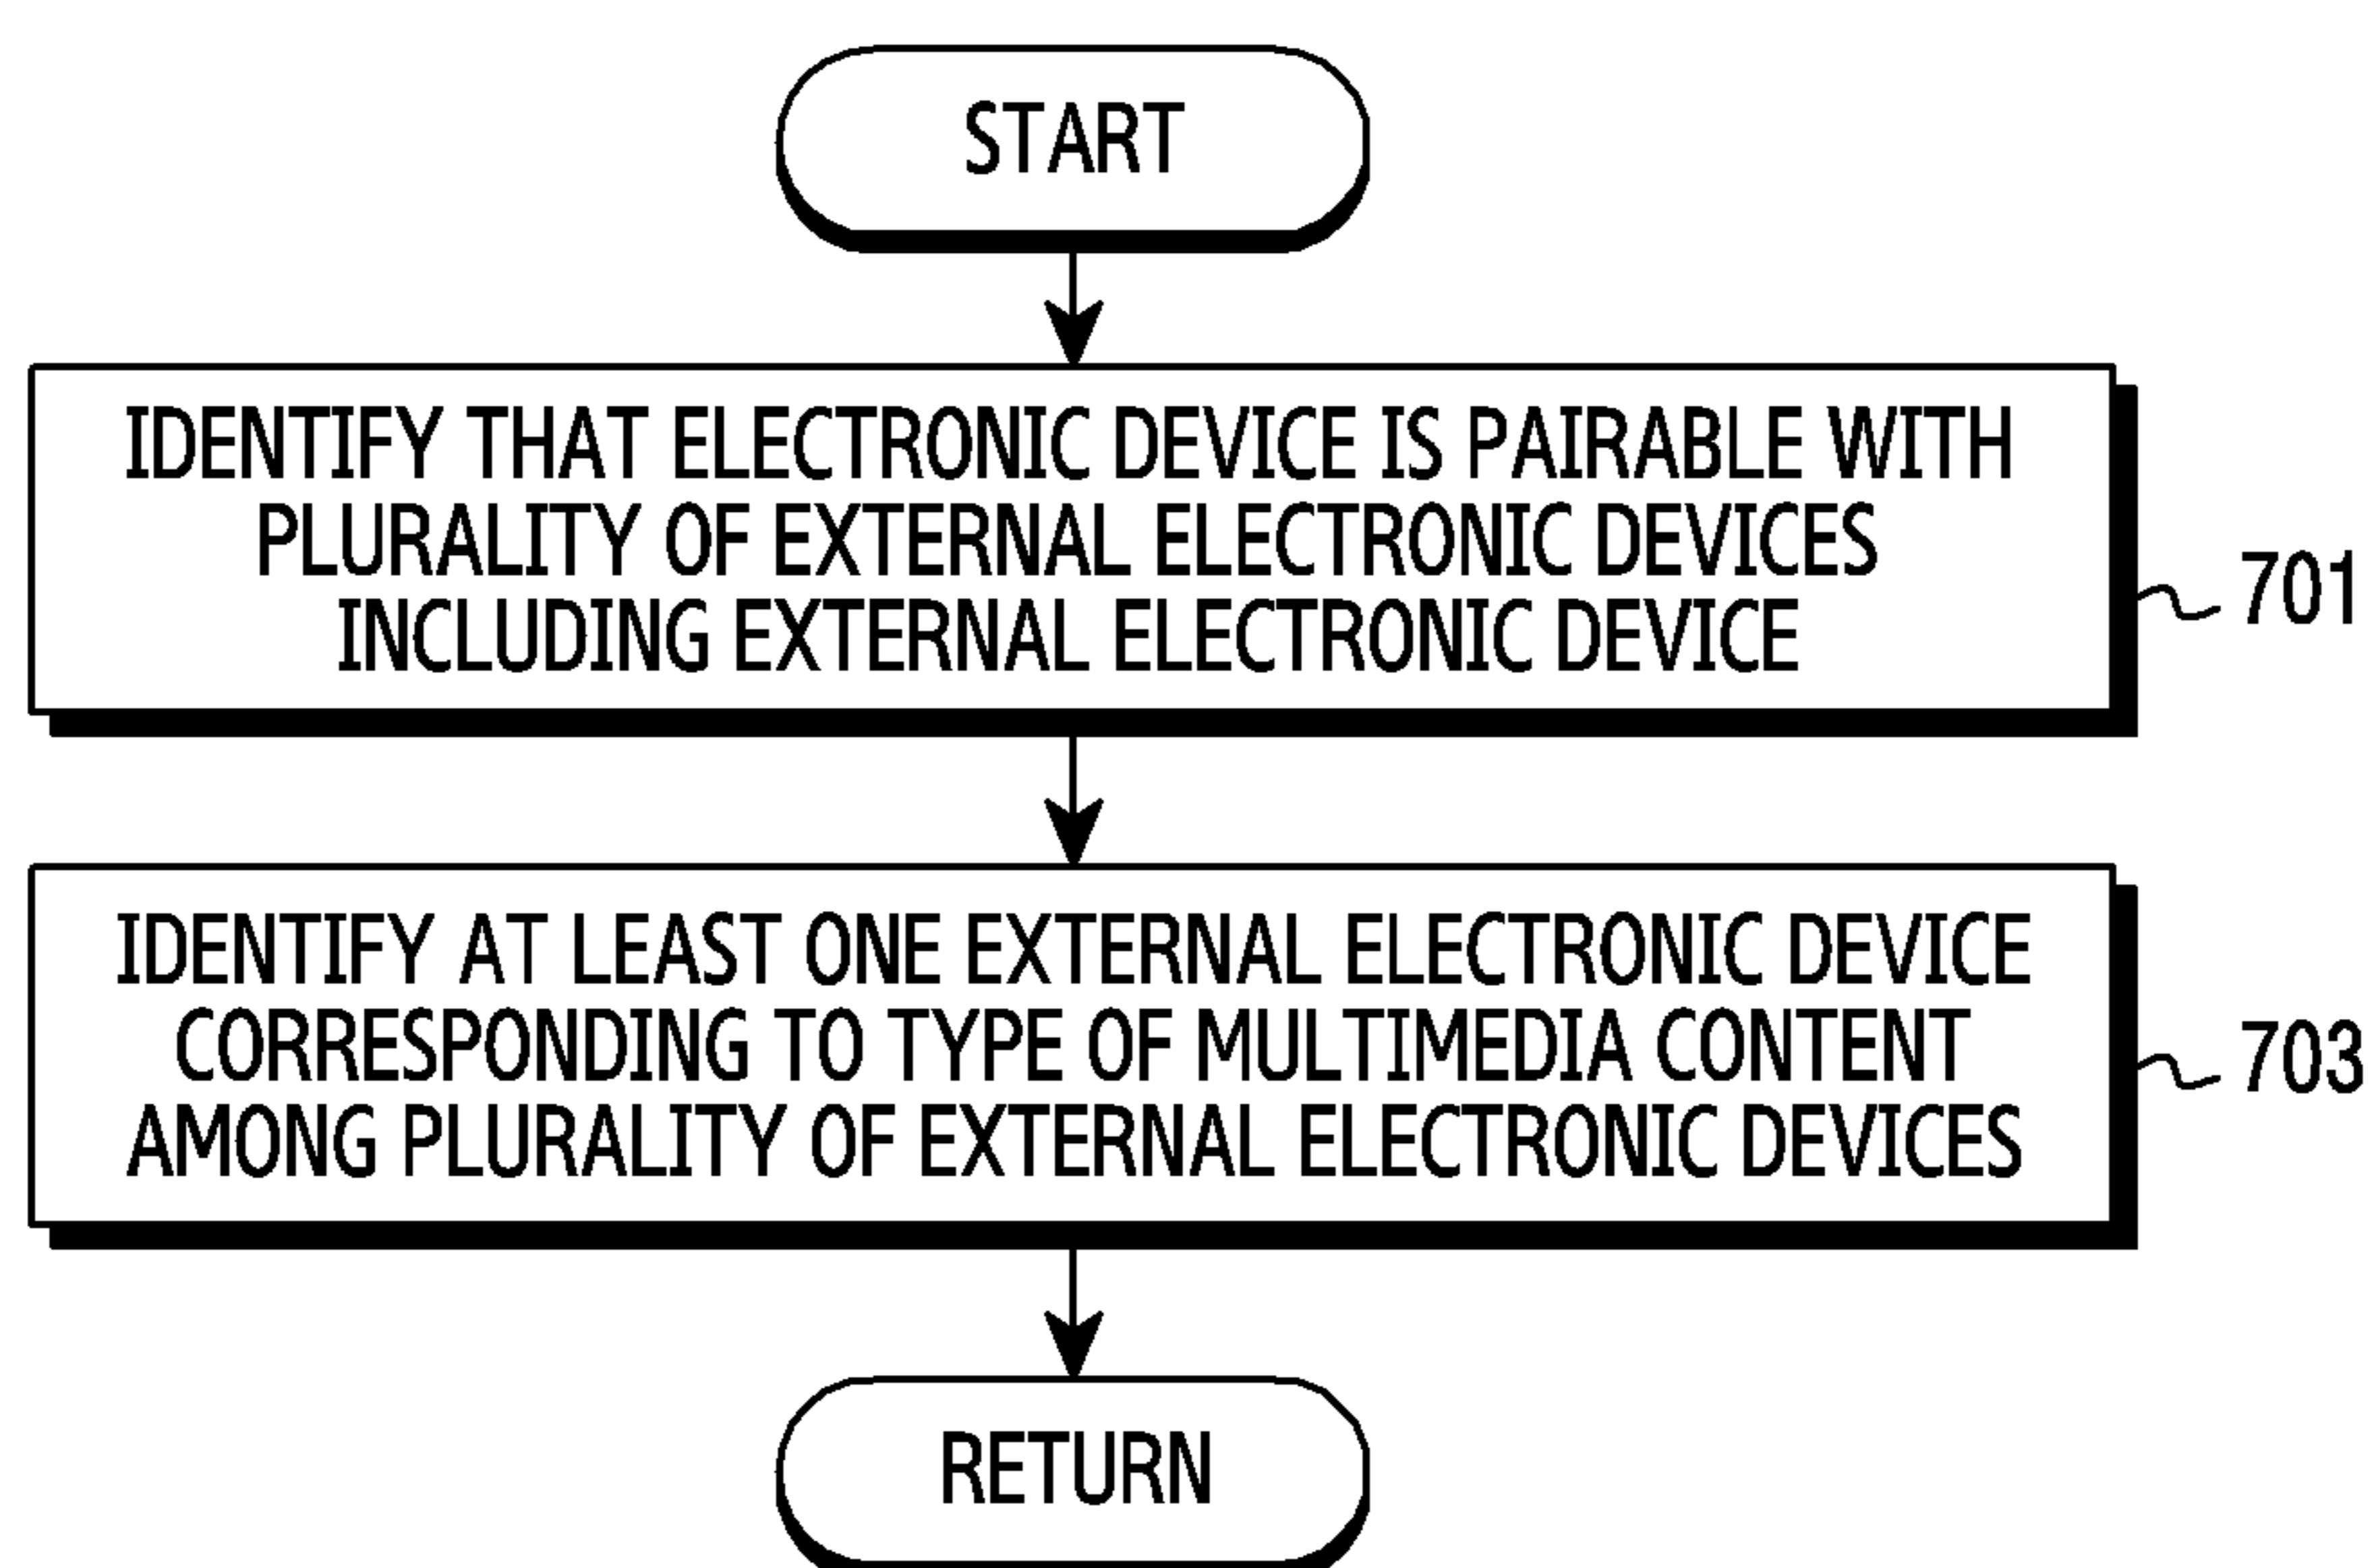 START
IDENTIFY THAT ELECTRONIC DEVICE IS PAIRABLE WITH
PLURALITY OF EXTERNAL ELECTRONIC DEVICES
INCLUDING EXTERNAL ELECTRONIC DEVICE
701
IDENTIFY AT LEAST ONE EXTERNAL ELECTRONIC DEVICE
CORRESPONDING TO TYPE OF MULTIMEDIA CONTENT
AMONG PLURALITY OF EXTERNAL ELECTRONIC DEVICES
703
RETURN